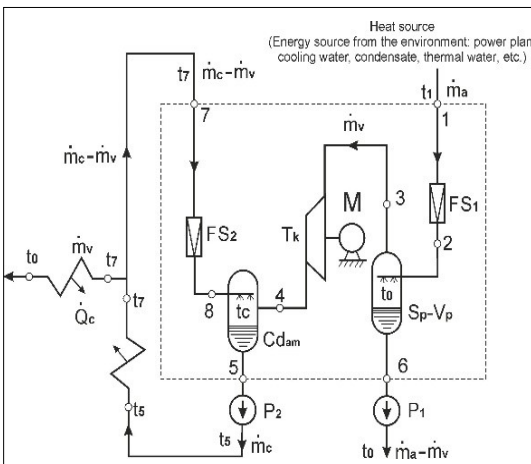 Heat source
(Energy source from the environment: power plan
cooling water, condensate, thermal water, etc.)
t7 ṁc-ṁv
t1 ṁa
7
1
ṁc-ṁv
ṁv
3
M
FS1
FS2
Tk
2
t0 ṁv t7
t7
Q̇c
8
tc
4
t0
Sp-Vp
Cdam
5
6
t5
P2
P1
t5 ṁc
t0 ṁa-ṁv